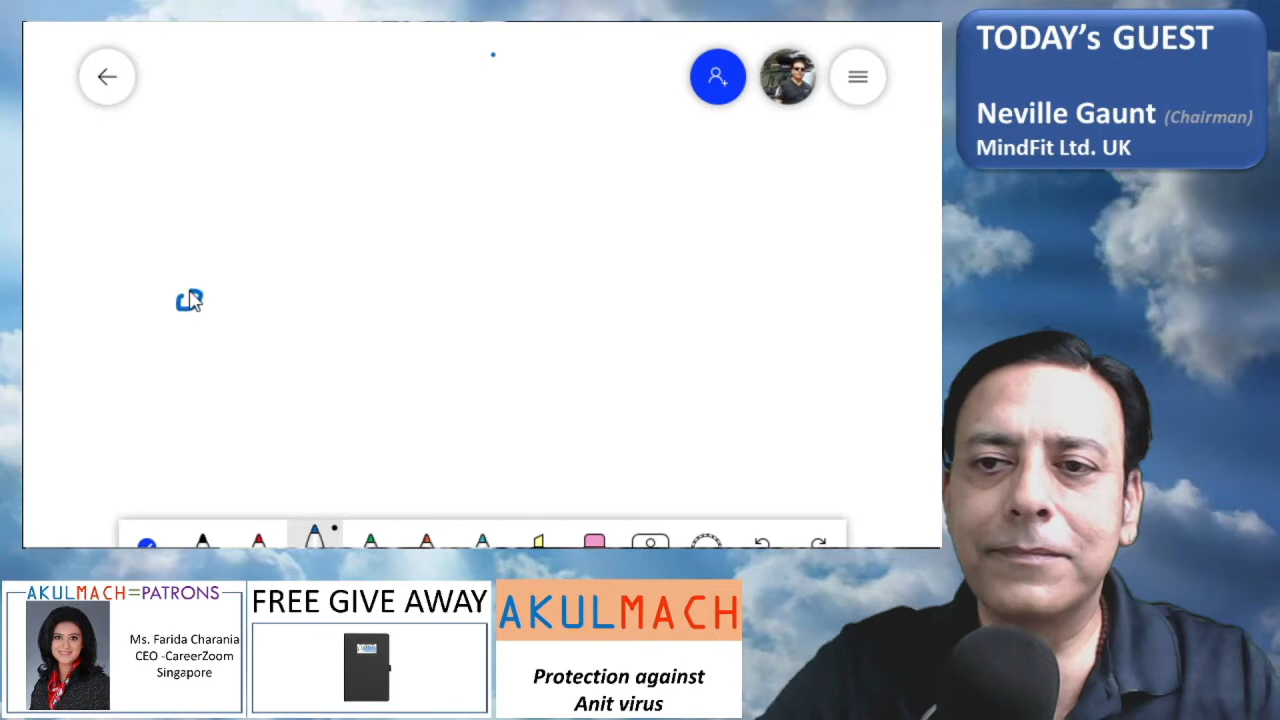 TODAY's GUEST
Neville Gaunt (Chairman)
MindFit Ltd. UK
AKULMACH=PATRONS
Ms. Farida Charania
CEO -CareerZoom
Singapore
FREE GIVE AWAY
AKULMACH
Protection against
Anit virus